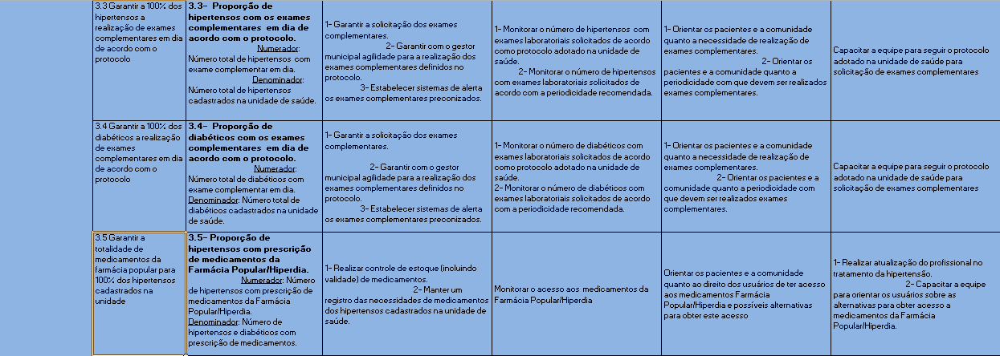 3.3 Garantir a 100% dos
hipertensos a
realização de exames
complementares em dia
de acordo com o
protocolo
3.3- Proporção de
hipertensos com os exames
complementares em dia de
acordo com o protocolo.
Numerador:
Número total de hipertensos com
exame complementar em dia.
Denominador:
Número total de hipertensos
cadastrados na unidade de saúde.
1- Garantir a solicitação dos exames
complementares.
2- Garantir com o gestor
municipal agilidade para a realização dos
exames complementares definidos no
protocolo.
3- Estabelecer sistemas de alerta
os exames complementares preconizados.
1- Monitorar o número de hipertensos com
exames laboratoriais solicitados de acordo
como protocolo adotado na unidade de
saúde.
2- Monitorar o número de hipertensos
com exames laboratoriais solicitados de
acordo com a periodicidade recomendada.
1- Orientar os pacientes e a comunidade
quanto a necessidade de realização de
exames complementares.
2- Orientar os
pacientes e a comunidade quanto a
periodicidade com que devem ser realizados
exames complementares.
Capacitar a equipe para seguir o protocolo
adotado na unidade de saúde para
solicitação de exames complementares
3.4 Garantir a 100% dos
diabéticos a realização
de exames
complementares em dia
de acordo com o
protocolo
3.4- Proporção de
diabéticos com os exames
complementares em dia de
acordo com o protocolo.
Numerador:
Número total de diabéticos com
exame complementar em dia.
Denominador: Número total de
diabéticos cadastrados na unidade
de saúde.
1- Garantir a solicitação dos exames
complementares.
2- Garantir com o gestor
municipal agilidade para a realização dos
exames complementares definidos no
protocolo.
3- Estabelecer sistemas de alerta
os exames complementares preconizados.
1- Monitorar o número de diabéticos com
exames laboratoriais solicitados de acordo
como protocolo adotado na unidade de
saúde.
2- Monitorar o número de diabéticos com
exames laboratoriais solicitados de acordo
com a periodicidade recomendada.
1- Orientar os pacientes e a comunidade
quanto a necessidade de realização de
exames complementares.
2- Orientar os pacientes e a
comunidade quanto a periodicidade com
que devem ser realizados exames
complementares.
Capacitar a equipe para seguir o protocolo
adotado na unidade de saúde para
solicitação de exames complementares
3.5 Garantir a
totalidade de
medicamentos da
farmácia popular para
100% dos hipertensos
cadastrados na
unidade
3.5- Proporção de
hipertensos com prescrição
de medicamentos da
Farmácia Popular/Hiperdia.
Numerador: Número
de hipertensos com prescrição de
medicamentos da Farmácia
Popular/Hiperdia.
Denominador: Número de
hipertensos e diabéticos com
prescrição de medicamentos.
1- Realizar controle de estoque (incluindo
validade) de medicamentos.
2- Manter um
registro das necessidades de medicamentos
dos hipertensos cadastrados na unidade de
saúde.
Monitorar o acesso aos medicamentos da
Farmácia Popular/Hiperdia
Orientar os pacientes e a comunidade
quanto ao direito dos usuários de ter acesso
aos medicamentos Farmácia
Popular/Hiperdia e possíveis alternativas
para obter este acesso
1- Realizar atualização do profissional no
tratamento da hipertensão.
2- Capacitar a equipe
para orientar os usuários sobre as
alternativas para obter acesso a
medicamentos da Farmácia
Popular/Hiperdia.